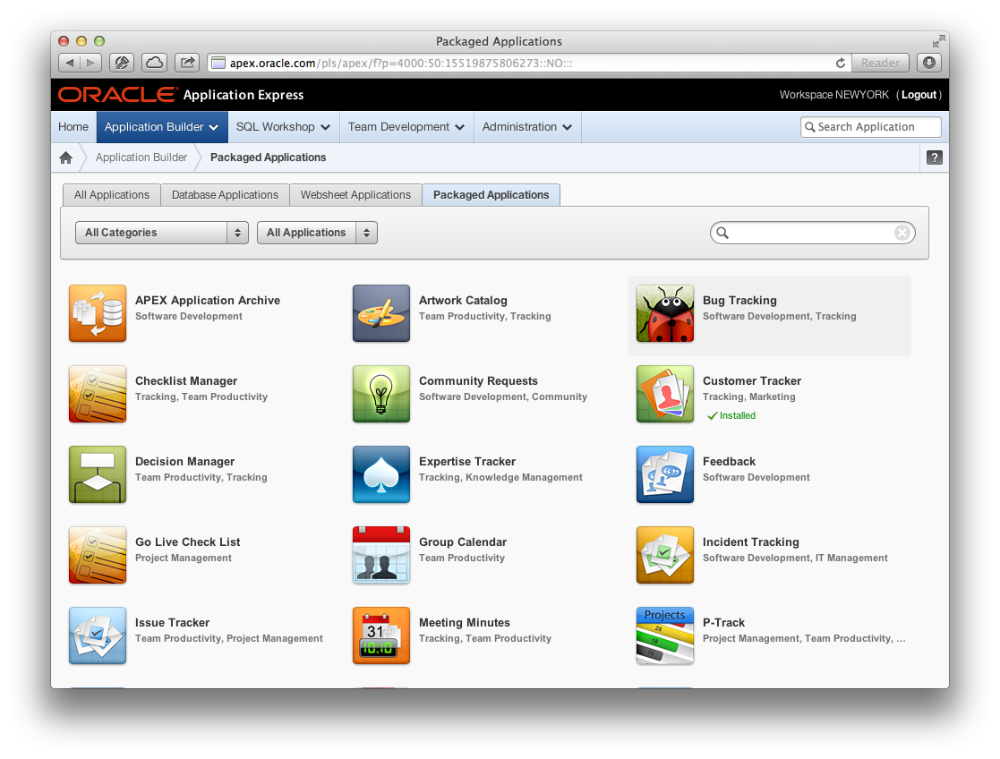 Packaged Applications
apex.oracle.com/pls/apex/f?p=4000:50:15519875806273::NO:::
Reader
ORACLE Application Express
Workspace NEWYORK (Logout)
Home
Application Builder
SQL Workshop
Team Development
Administration
Search Application
Application Builder
Packaged Applications
?
All Applications
Database Applications
Websheet Applications
Packaged Applications
All Categories
All Applications
APEX Application Archive
Software Development
Artwork Catalog
Team Productivity, Tracking
Bug Tracking
Software Development, Tracking
Checklist Manager
Tracking, Team Productivity
Community Requests
Software Development, Community
Customer Tracker
Tracking, Marketing
Installed
Decision Manager
Team Productivity, Tracking
Expertise Tracker
Tracking, Knowledge Management
Feedback
Software Development
Go Live Check List
Project Management
Group Calendar
Team Productivity
Incident Tracking
Software Development, IT Management
Issue Tracker
Team Productivity, Project Management
31
10:10
Meeting Minutes
Tracking, Team Productivity
Projects
28
18
P-Track
Project Management, Team Productivity, ...